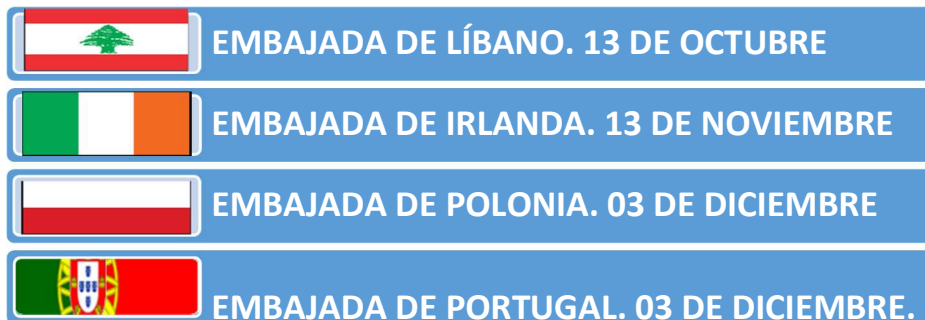 EMBAJADA DE LÍBANO. 13 DE OCTUBRE
EMBAJADA DE IRLANDA. 13 DE NOVIEMBRE
EMBAJADA DE POLONIA. 03 DE DICIEMBRE
EMBAJADA DE PORTUGAL. 03 DE DICIEMBRE.